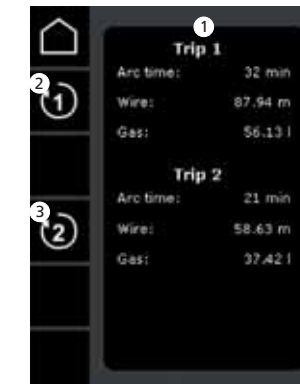 1
Trip 1
Arc time: 32 min
2
1
Wire: 87.94 m
Gas: 56.13 l
Trip 2
Arc time: 21 min
3
2
Wire: 58.63 m
Gas: 37.42 l